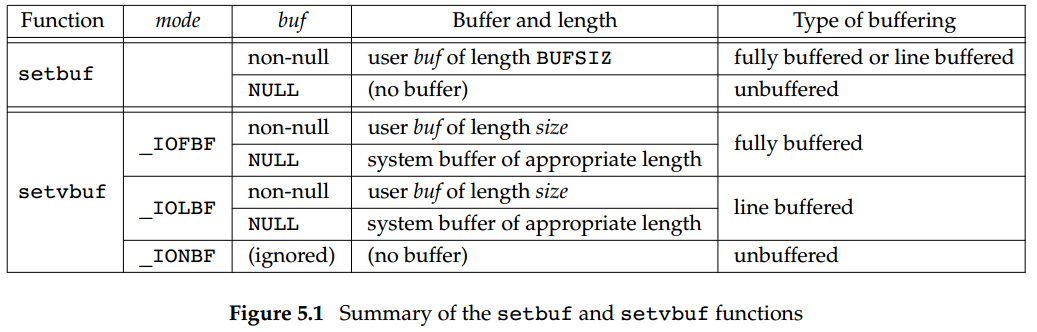 Function mode buf Buffer and length Type of buffering
setbuf non-null user buf of length BUFSIZ fully buffered or line buffered
NULL (no buffer) unbuffered
setvbuf _IOFBF non-null user buf of length size fully buffered
NULL system buffer of appropriate length
_IOLBF non-null user buf of length size line buffered
NULL system buffer of appropriate length
_IONBF (ignored) (no buffer) unbuffered
Figure 5.1 Summary of the setbuf and setvbuf functions